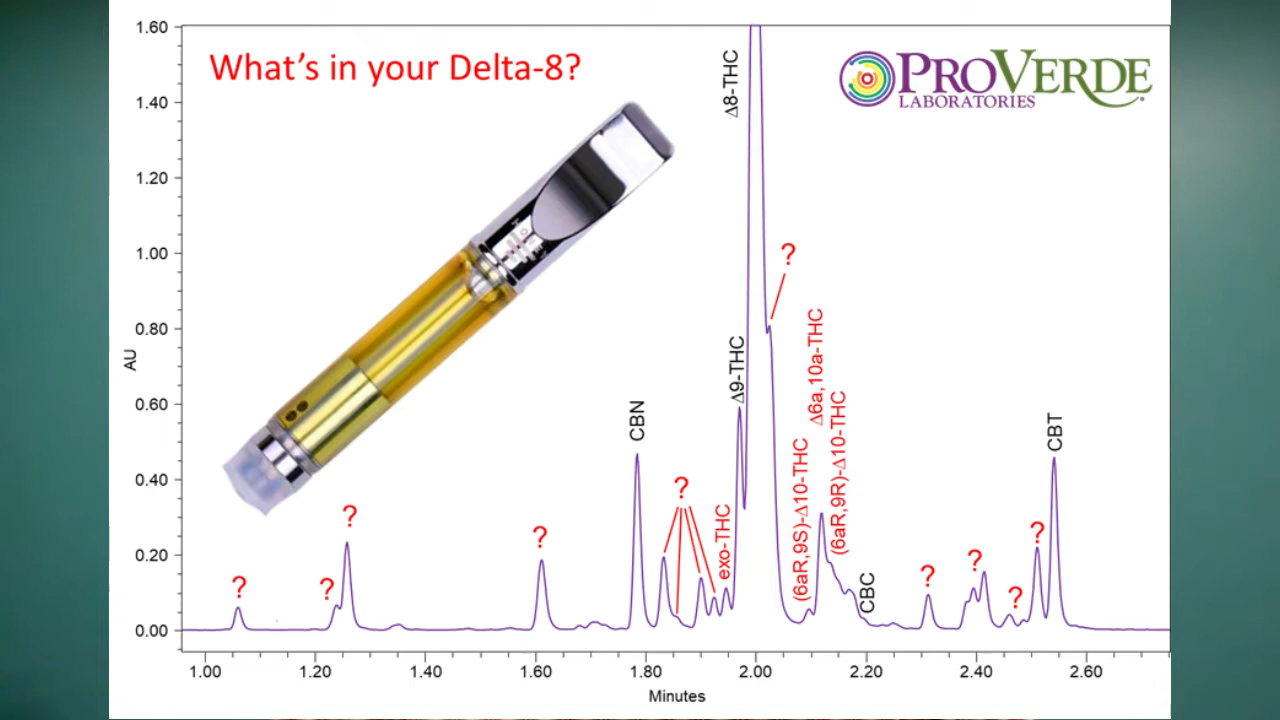 What's in your Delta-8?
PROVERDE
LABORATORIES
1.60
1.40
1.20
1.00
0.80
0.60
0.40
0.20
0.00
AU
?
?
?
?
CBN
?
exo-THC
Δ9-THC
Δ8-THC
?
(6aR,9S)-Δ10-THC
Δ6a,10a-THC
(6aR,9R)-Δ10-THC
CBC
?
?
?
?
CBT
1.00 1.20 1.40 1.60 1.80 2.00 2.20 2.40 2.60
Minutes